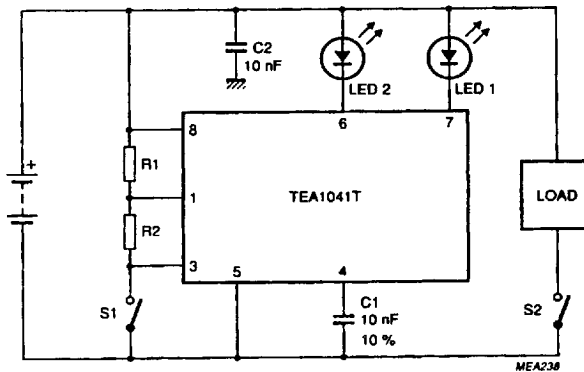 C2
10 nF
LED 2
LED 1
6
7
8
R1
+
1
TEA1041T
LOAD
R2
3
5
4
S1
C1
10 nF
10 %
S2
MEA238